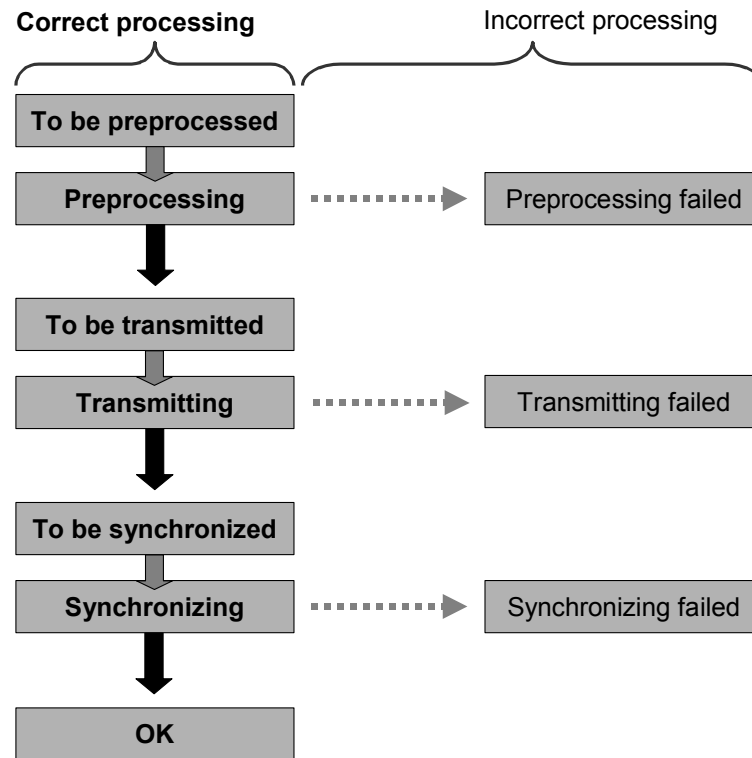 Correct processing
Incorrect processing
To be preprocessed
Preprocessing
Preprocessing failed
To be transmitted
Transmitting
Transmitting failed
To be synchronized
Synchronizing
Synchronizing failed
OK